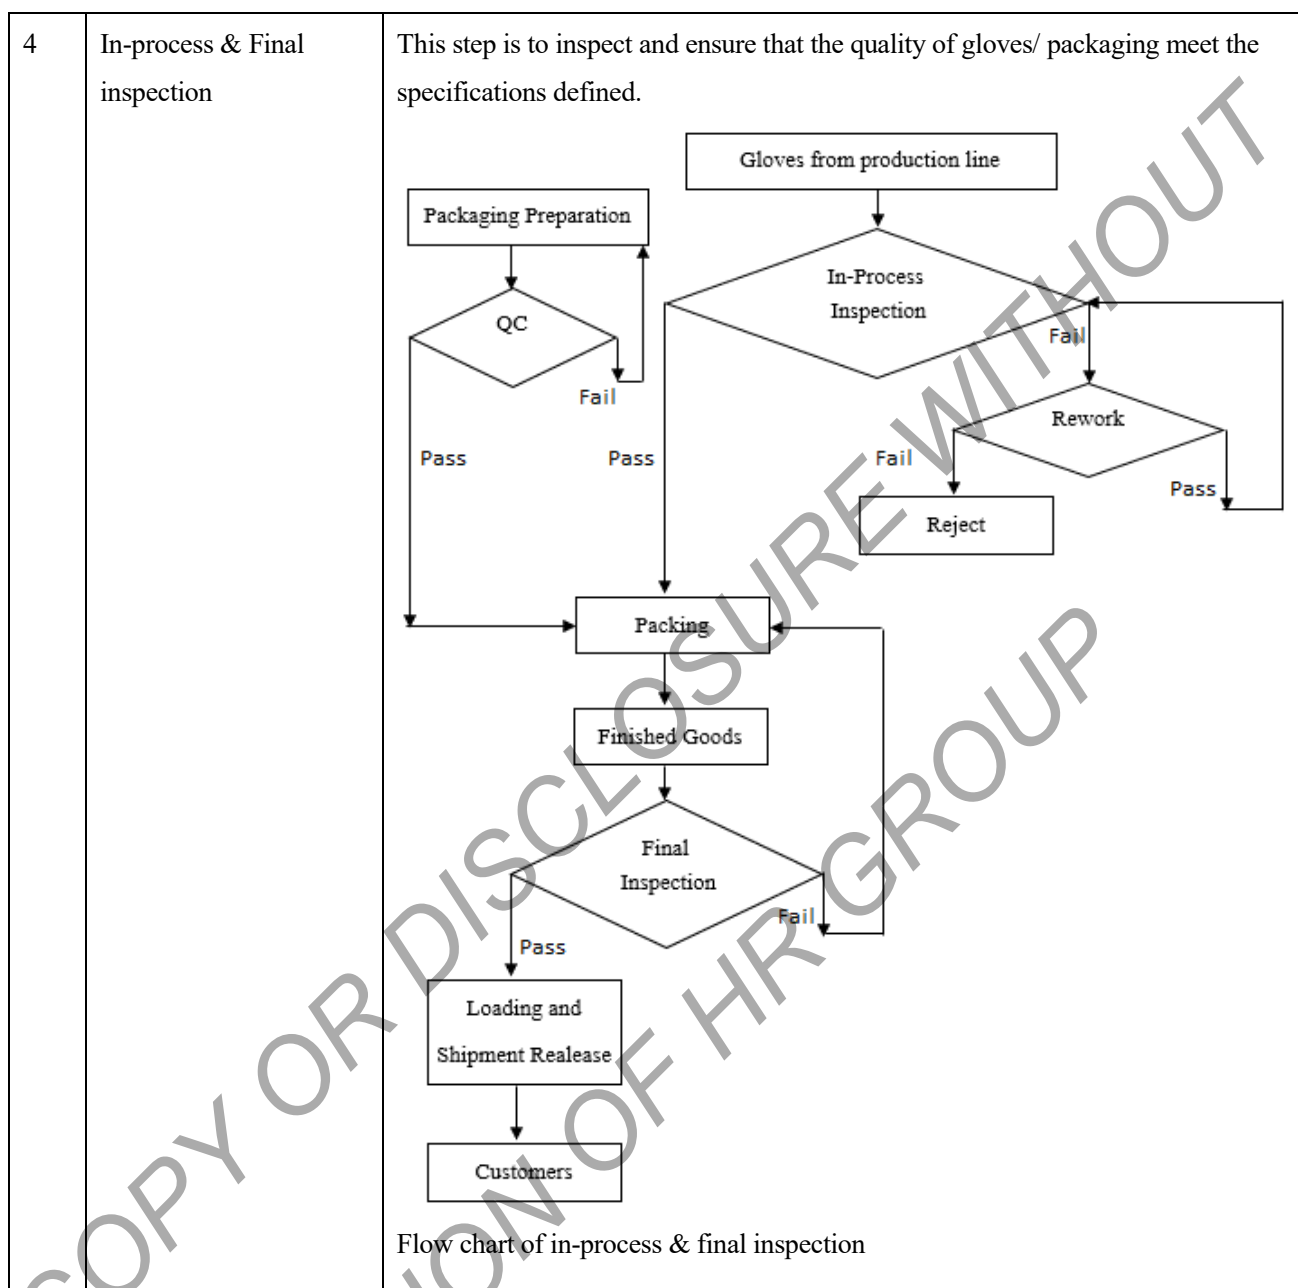 4
In-process & Final
inspection
This step is to inspect and ensure that the quality of gloves/ packaging meet the
specifications defined.
Gloves from production line
Packaging Preparation
In-Process
Inspection
QC
Fail
Fail
Rework
Pass
Pass
Fail
Pass
Reject
Packing
Finished Goods
Final
Inspection
Fail
Pass
Loading and
Shipment Realease
Customers
Flow chart of in-process & final inspection
COPY OR DISCLOSURE WITHOUT
ION OF HR GROUP